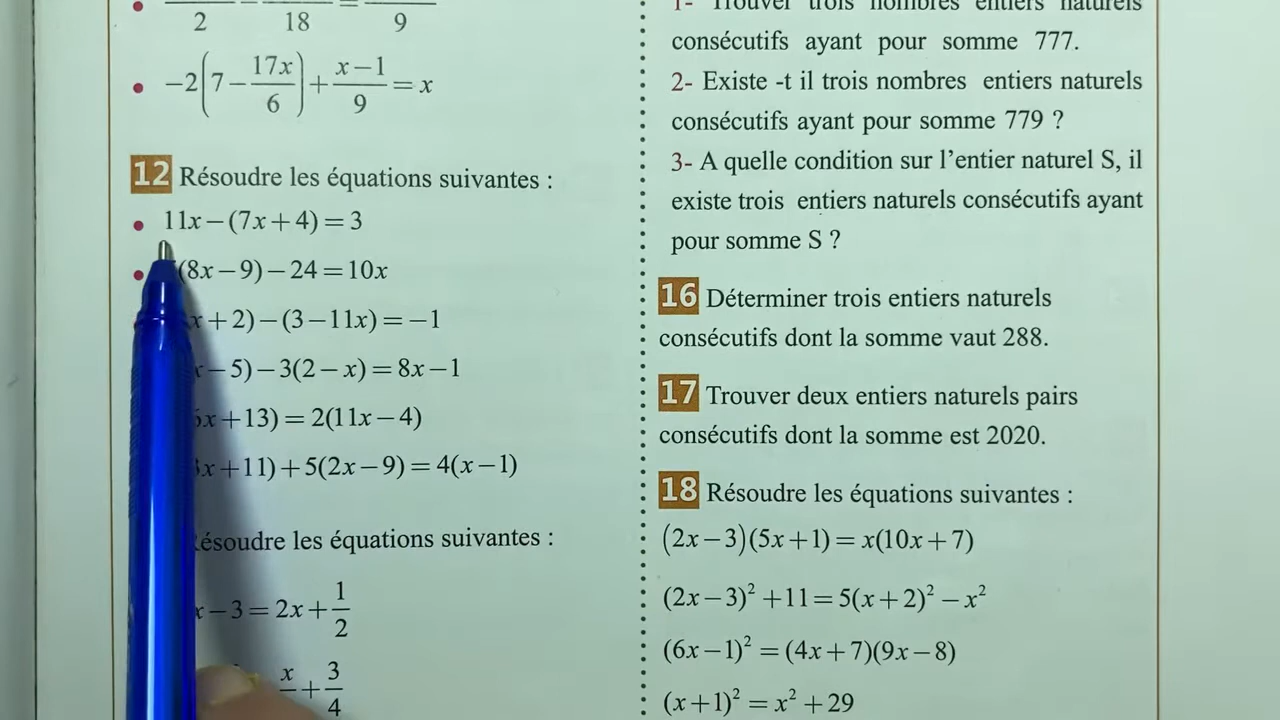 2 18 = 9
-2(7-17x/6)+x-1/9=x
12 Résoudre les équations suivantes :
11x-(7x+4)=3
(8x-9)-24=10x
x+2)-(3-11x)=-1
-5)-3(2-x)=8x-1
x+13)=2(11x-4)
x+11)+5(2x-9)=4(x-1)
ésoudre les équations suivantes :
x-3=2x+1/2
x +3/4
1- Trouver trois nombres entiers naturels
consécutifs ayant pour somme 777.
2- Existe -t il trois nombres entiers naturels
consécutifs ayant pour somme 779 ?
3- A quelle condition sur l’entier naturel S, il
existe trois entiers naturels consécutifs ayant
pour somme S ?
16 Déterminer trois entiers naturels
consécutifs dont la somme vaut 288.
17 Trouver deux entiers naturels pairs
consécutifs dont la somme est 2020.
18 Résoudre les équations suivantes :
(2x-3)(5x+1)=x(10x+7)
(2x-3)²+11=5(x+2)²-x²
(6x-1)²=(4x+7)(9x-8)
(x+1)²=x²+29